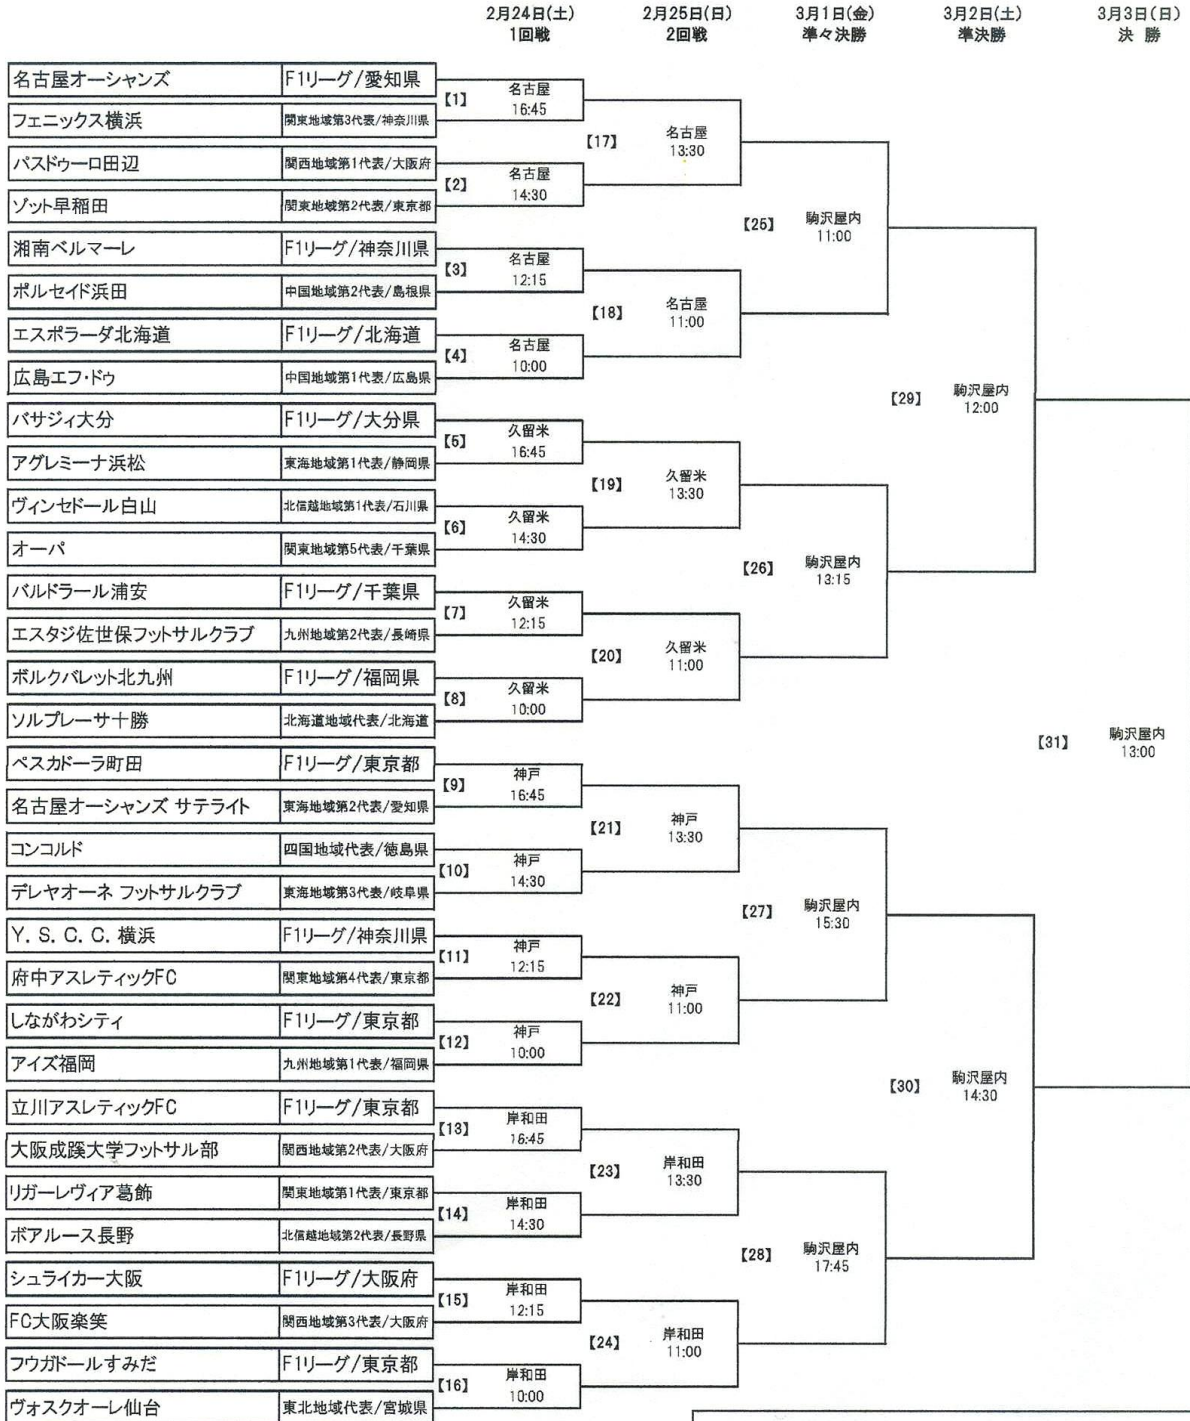 2月24日(土) 2月25日(日) 3月1日(金) 3月2日(土) 3月3日(日)
1回戦 2回戦 準々決勝 準決勝 決 勝
名古屋オーシャンズ F1リーグ/愛知県
【1】 名古屋
16:45
フェニックス横浜 関東地域第3代表/神奈川県
【17】 名古屋
13:30
パスドゥーロ田辺 関西地域第1代表/大阪府
【2】 名古屋
14:30
ゾット早稲田 関東地域第2代表/東京都
【25】 駒沢屋内
11:00
湘南ベルマーレ F1リーグ/神奈川県
【3】 名古屋
12:15
ポルセイド浜田 中国地域第2代表/島根県
【18】 名古屋
11:00
エスポラーダ北海道 F1リーグ/北海道
【4】 名古屋
10:00
広島エフ・ドゥ 中国地域第1代表/広島県
【29】 駒沢屋内
12:00
バサジィ大分 F1リーグ/大分県
【5】 久留米
16:45
アグレミーナ浜松 東海地域第1代表/静岡県
【19】 久留米
13:30
ヴィンセドール白山 北信越地域第1代表/石川県
【6】 久留米
14:30
オーパ 関東地域第5代表/千葉県
【26】 駒沢屋内
13:15
バルドラール浦安 F1リーグ/千葉県
【7】 久留米
12:15
エスタジ佐世保フットサルクラブ 九州地域第2代表/長崎県
【20】 久留米
11:00
ボルクバレット北九州 F1リーグ/福岡県
【8】 久留米
10:00
ソルプレーサ十勝 北海道地域代表/北海道
【31】 駒沢屋内
13:00
ペスカドーラ町田 F1リーグ/東京都
【9】 神戸
16:45
名古屋オーシャンズ サテライト 東海地域第2代表/愛知県
【21】 神戸
13:30
コンコルド 四国地域代表/徳島県
【10】 神戸
14:30
デレヤオーネ フットサルクラブ 東海地域第3代表/岐阜県
【27】 駒沢屋内
15:30
Y. S. C. C. 横浜 F1リーグ/神奈川県
【11】 神戸
12:15
府中アスレティックFC 関東地域第4代表/東京都
【22】 神戸
11:00
しながわシティ F1リーグ/東京都
【12】 神戸
10:00
アイズ福岡 九州地域第1代表/福岡県
【30】 駒沢屋内
14:30
立川アスレティックFC F1リーグ/東京都
【13】 岸和田
16:45
大阪成蹊大学フットサル部 関西地域第2代表/大阪府
【23】 岸和田
13:30
リガーレヴィア葛飾 関東地域第1代表/東京都
【14】 岸和田
14:30
ボアルース長野 北信越地域第2代表/長野県
【28】 駒沢屋内
17:45
シュライカー大阪 F1リーグ/大阪府
【15】 岸和田
12:15
FC大阪楽笑 関西地域第3代表/大阪府
【24】 岸和田
11:00
フウガドールすみだ F1リーグ/東京都
【16】 岸和田
10:00
ヴォスクオーレ仙台 東北地域代表/宮城県